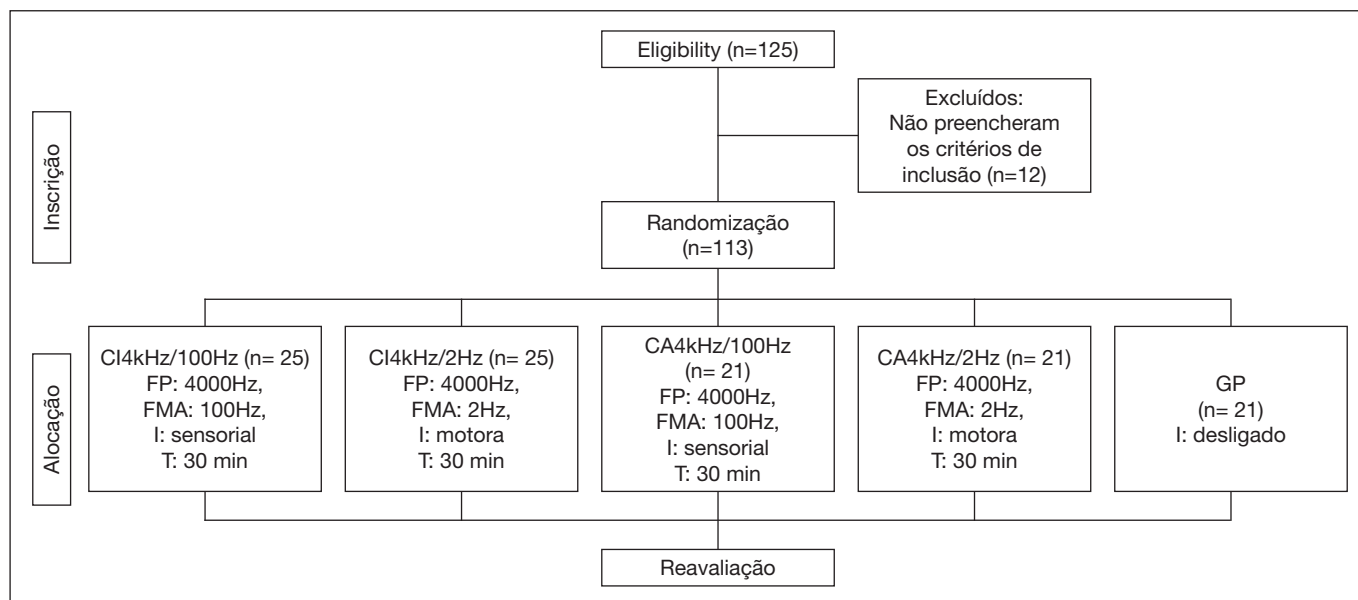 Eligibility (n=125)
Excluídos:
Não preencheram
os critérios de
inclusão (n=12)
Inscrição
Randomização
(n=113)
Alocação
CI4kHz/100Hz (n= 25)
FP: 4000Hz,
FMA: 100Hz,
I: sensorial
T: 30 min
CI4kHz/2Hz (n= 25)
FP: 4000Hz,
FMA: 2Hz,
I: motora
T: 30 min
CA4kHz/100Hz
(n= 21)
FP: 4000Hz,
FMA: 100Hz,
I: sensorial
T: 30 min
CA4kHz/2Hz (n= 21)
FP: 4000Hz,
FMA: 2Hz,
I: motora
T: 30 min
GP
(n= 21)
I: desligado
Reavaliação